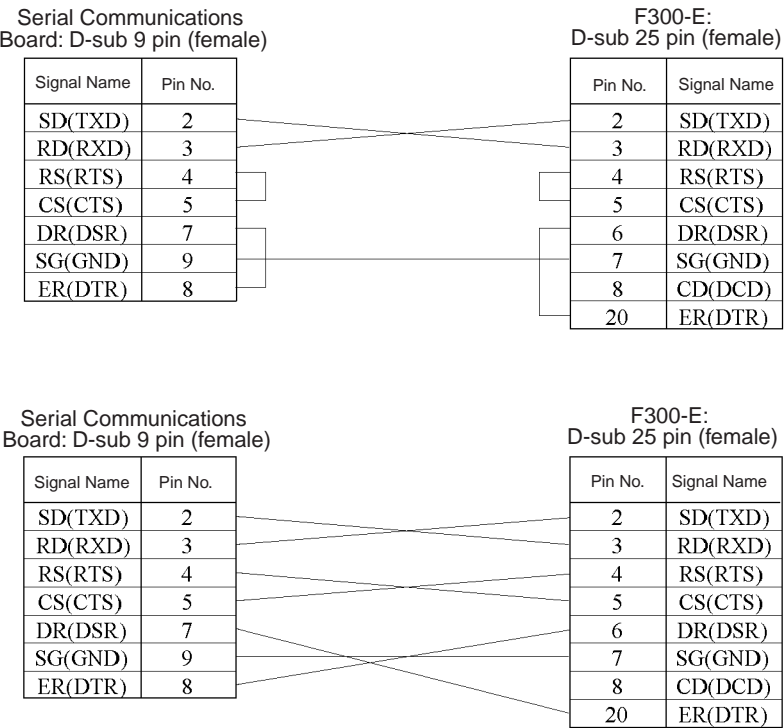 Serial Communications
Board: D-sub 9 pin (female)
F300-E:
D-sub 25 pin (female)
Signal Name Pin No.
SD(TXD) 2
RD(RXD) 3
RS(RTS) 4
CS(CTS) 5
DR(DSR) 7
SG(GND) 9
ER(DTR) 8
Pin No. Signal Name
2 SD(TXD)
3 RD(RXD)
4 RS(RTS)
5 CS(CTS)
6 DR(DSR)
7 SG(GND)
8 CD(DCD)
20 ER(DTR)
Serial Communications
Board: D-sub 9 pin (female)
F300-E:
D-sub 25 pin (female)
Signal Name Pin No.
SD(TXD) 2
RD(RXD) 3
RS(RTS) 4
CS(CTS) 5
DR(DSR) 7
SG(GND) 9
ER(DTR) 8
Pin No. Signal Name
2 SD(TXD)
3 RD(RXD)
4 RS(RTS)
5 CS(CTS)
6 DR(DSR)
7 SG(GND)
8 CD(DCD)
20 ER(DTR)